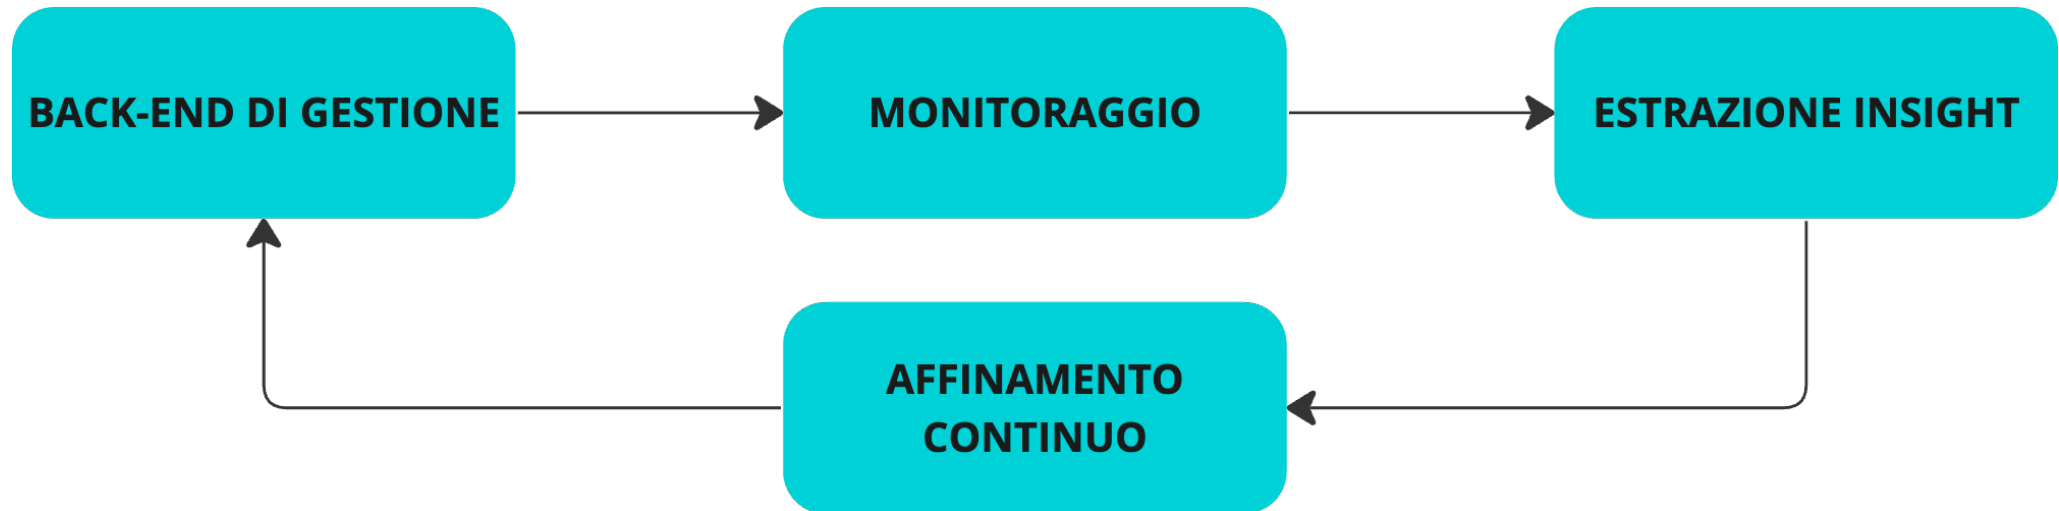 BACK-END DI GESTIONE
MONITORAGGIO
ESTRAZIONE INSIGHT
AFFINAMENTO
CONTINUO